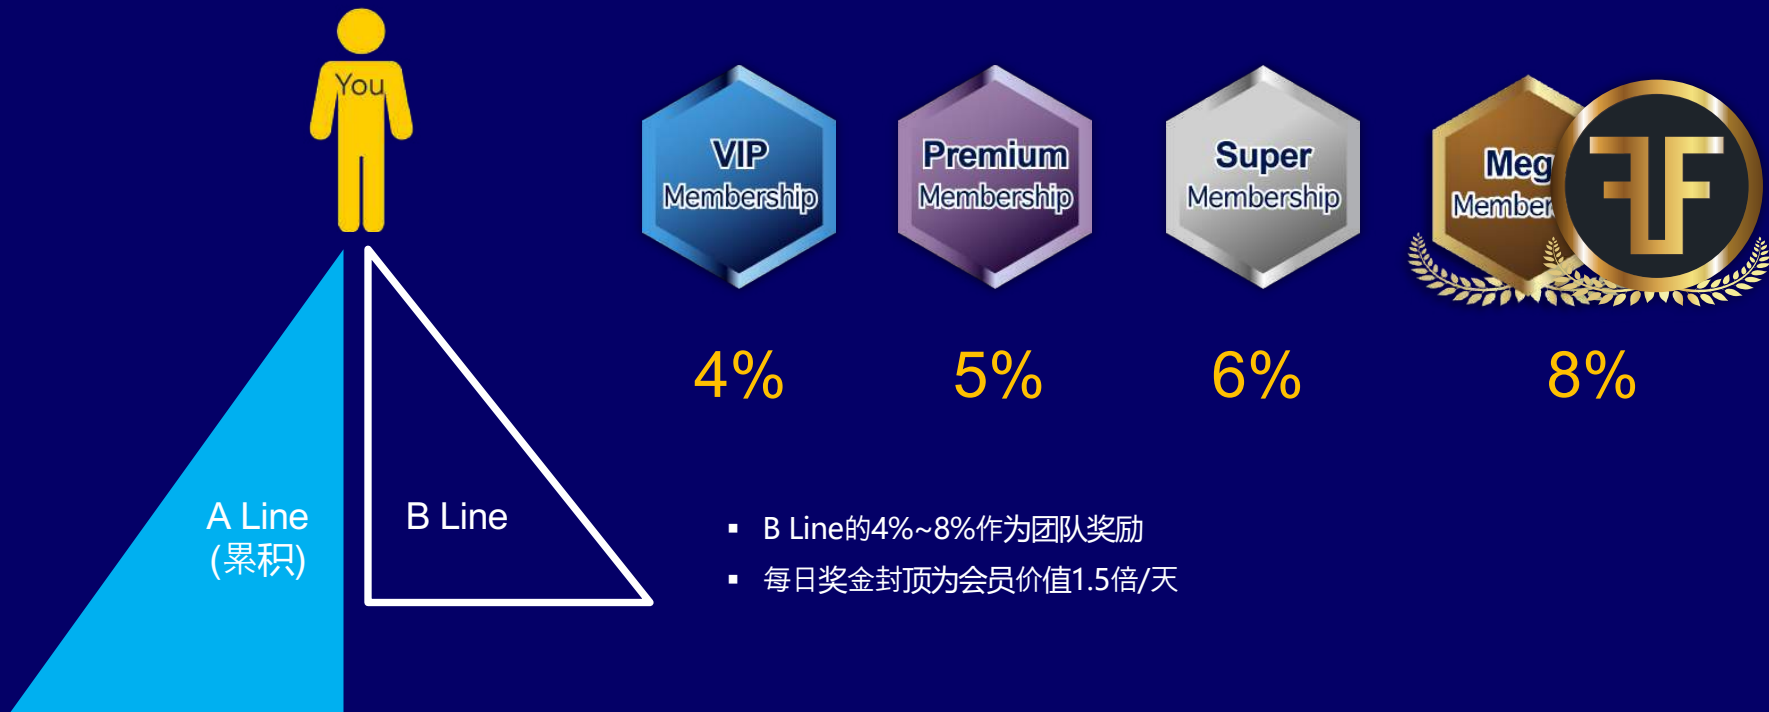 You
VIP
Membership
Premium
Membership
Super
Membership
Meg
Member
4%
5%
6%
8%
A Line
(累积)
B Line
▪ B Line的4%~8%作为团队奖励
▪ 每日奖金封顶为会员价值1.5倍/天